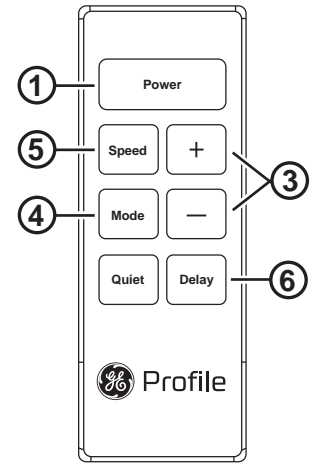 1 Power
5 Speed +
3
4 Mode —
Quiet Delay 6
GE Profile